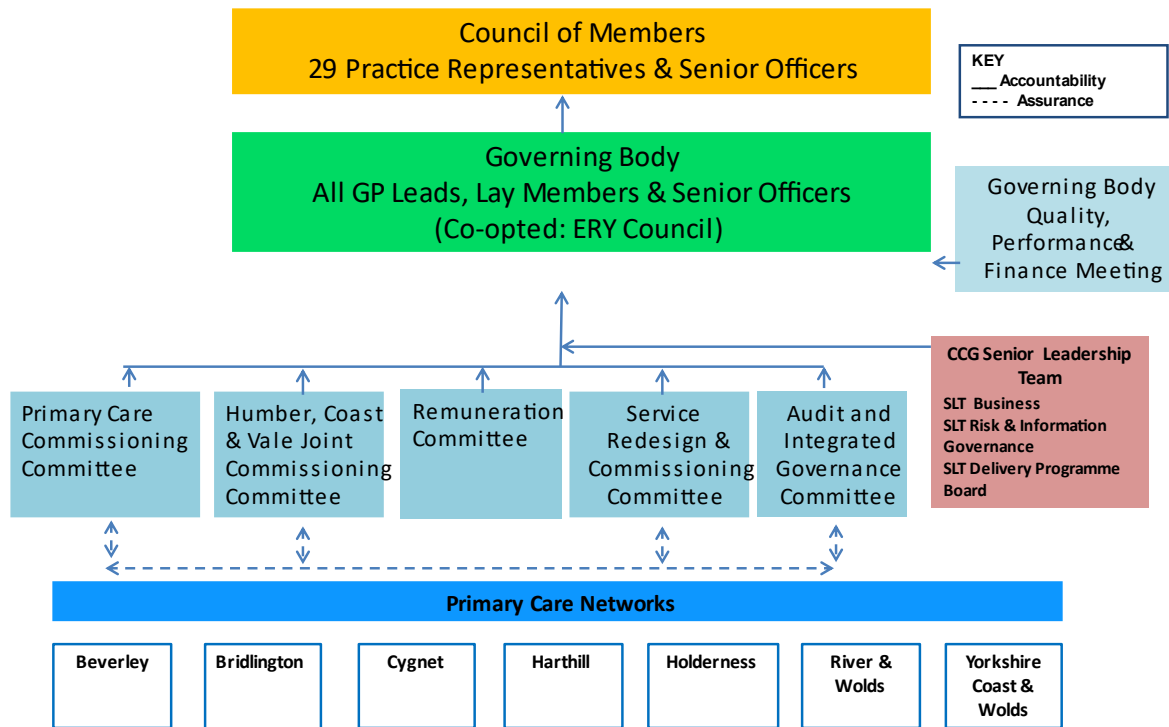 Council of Members
29 Practice Representatives & Senior Officers
KEY
___ Accountability
- - - - Assurance
Governing Body
All GP Leads, Lay Members & Senior Officers
(Co-opted: ERY Council)
Governing Body
Quality,
Performance&
Finance Meeting
CCG Senior Leadership
Team
SLT Business
SLT Risk & Information
Governance
SLT Delivery Programme
Board
Primary Care
Commissioning
Committee
Humber, Coast
& Vale Joint
Commissioning
Committee
Remuneration
Committee
Service
Redesign &
Commissioning
Committee
Audit and
Integrated
Governance
Committee
Primary Care Networks
Beverley
Bridlington
Cygnet
Harthill
Holderness
River &
Wolds
Yorkshire
Coast &
Wolds